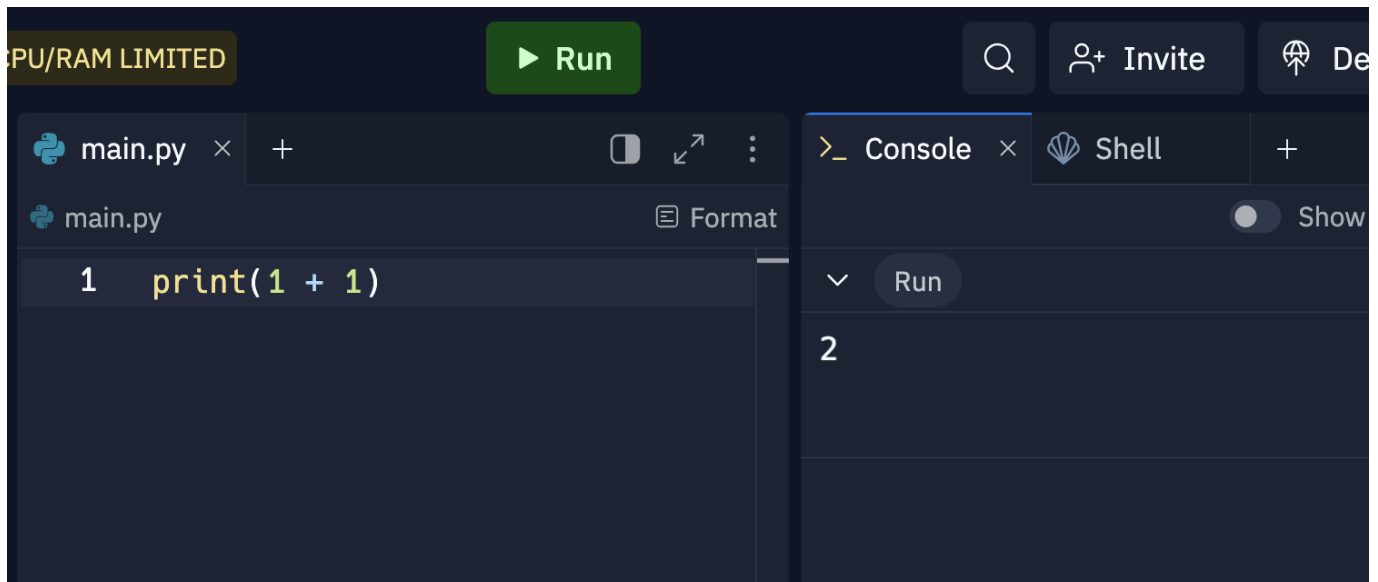 CPU/RAM LIMITED
Run
Invite
De
main.py
Console
Shell
main.py
Format
Show
1 print(1 + 1)
Run
2